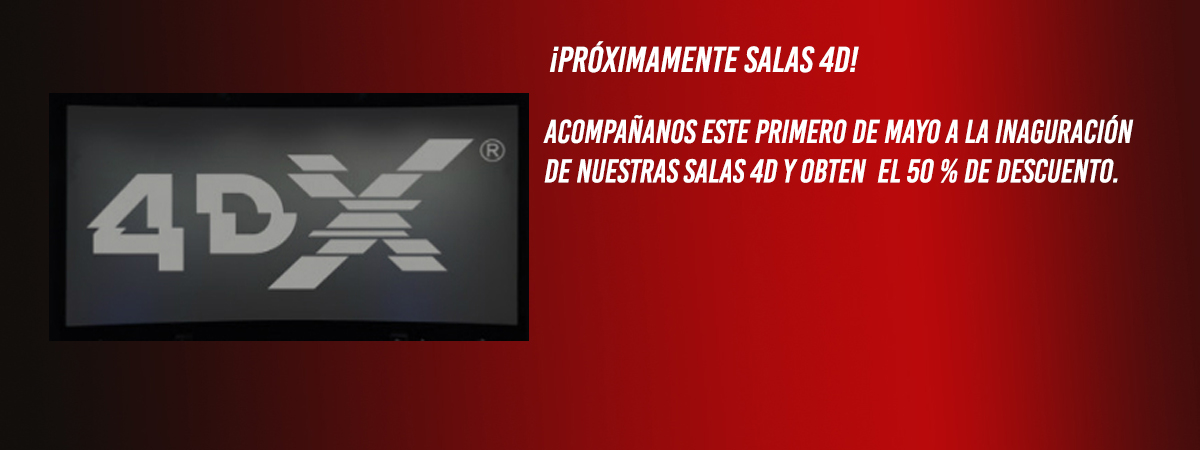 4DX®
¡PRÓXIMAMENTE SALAS 4D!
ACOMPAÑANOS ESTE PRIMERO DE MAYO A LA INAGURACIÓN
DE NUESTRAS SALAS 4D Y OBTEN EL 50 % DE DESCUENTO.